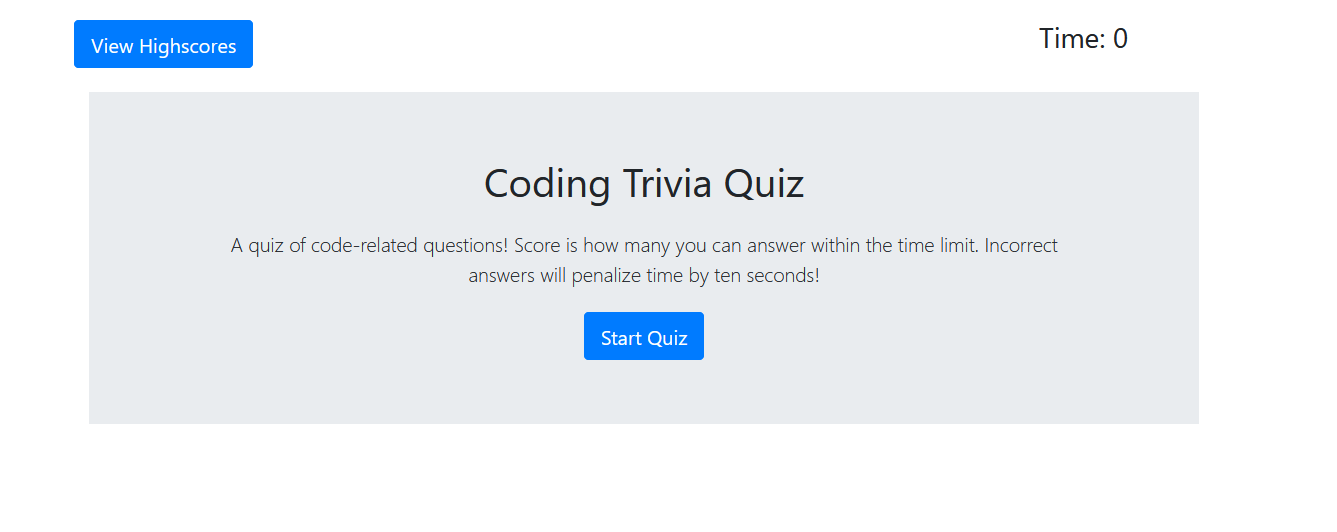 View Highscores
Time: 0
Coding Trivia Quiz
A quiz of code-related questions! Score is how many you can answer within the time limit. Incorrect
answers will penalize time by ten seconds!
Start Quiz